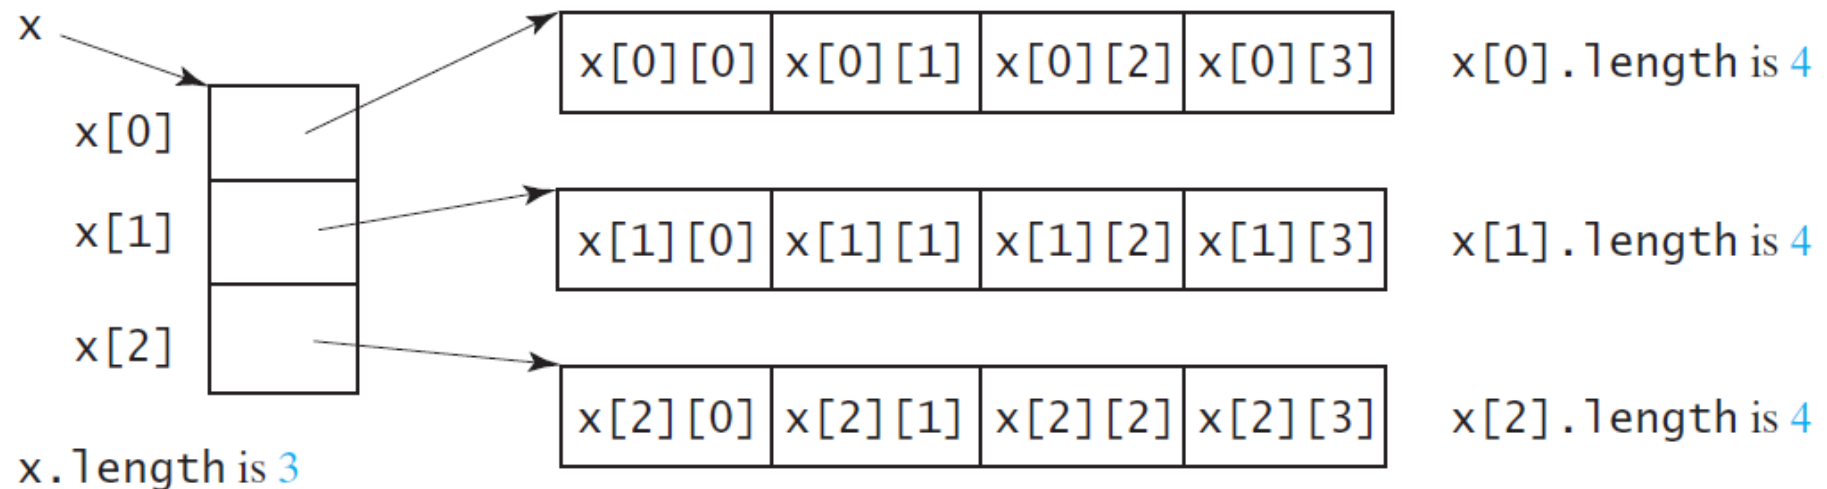 x
x[0][0] x[0][1] x[0][2] x[0][3] x[0].length is 4
x[0]
x[1]
x[1][0] x[1][1] x[1][2] x[1][3] x[1].length is 4
x[2]
x[2][0] x[2][1] x[2][2] x[2][3] x[2].length is 4
x.length is 3